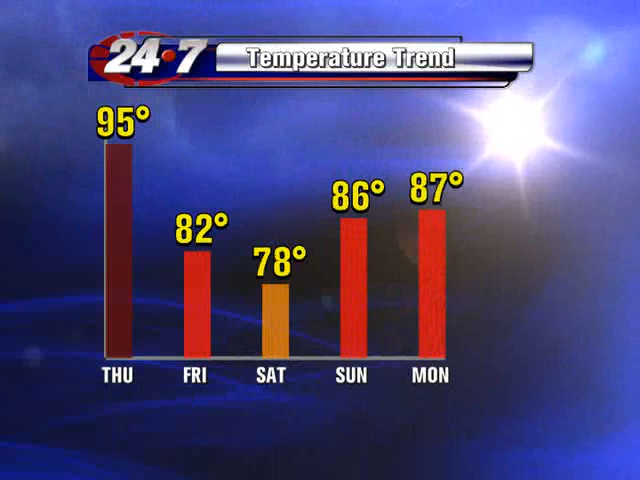 24·7 Temperature Trend
95°
82°
78°
86°
87°
THU FRI SAT SUN MON